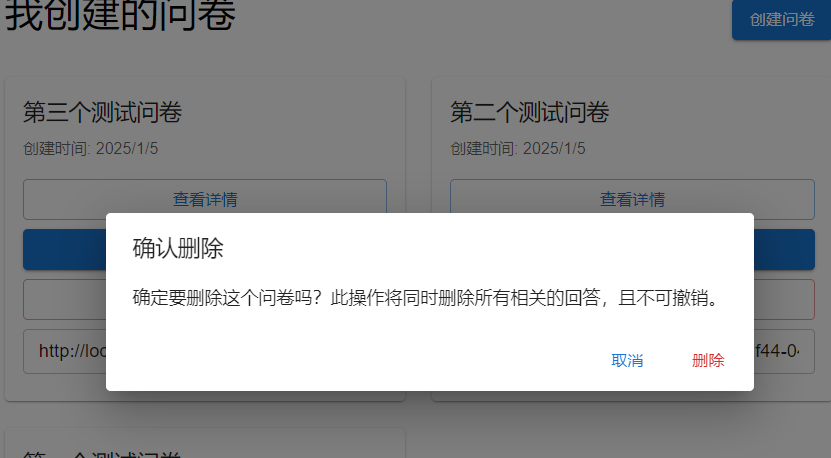 我创建的问卷
创建问卷
第三个测试问卷
创建时间: 2025/1/5
查看详情
第二个测试问卷
创建时间: 2025/1/5
查看详情
确认删除
确定要删除这个问卷吗？此操作将同时删除所有相关的回答，且不可撤销。
取消
删除
http://loc
f44-04
个测试问卷